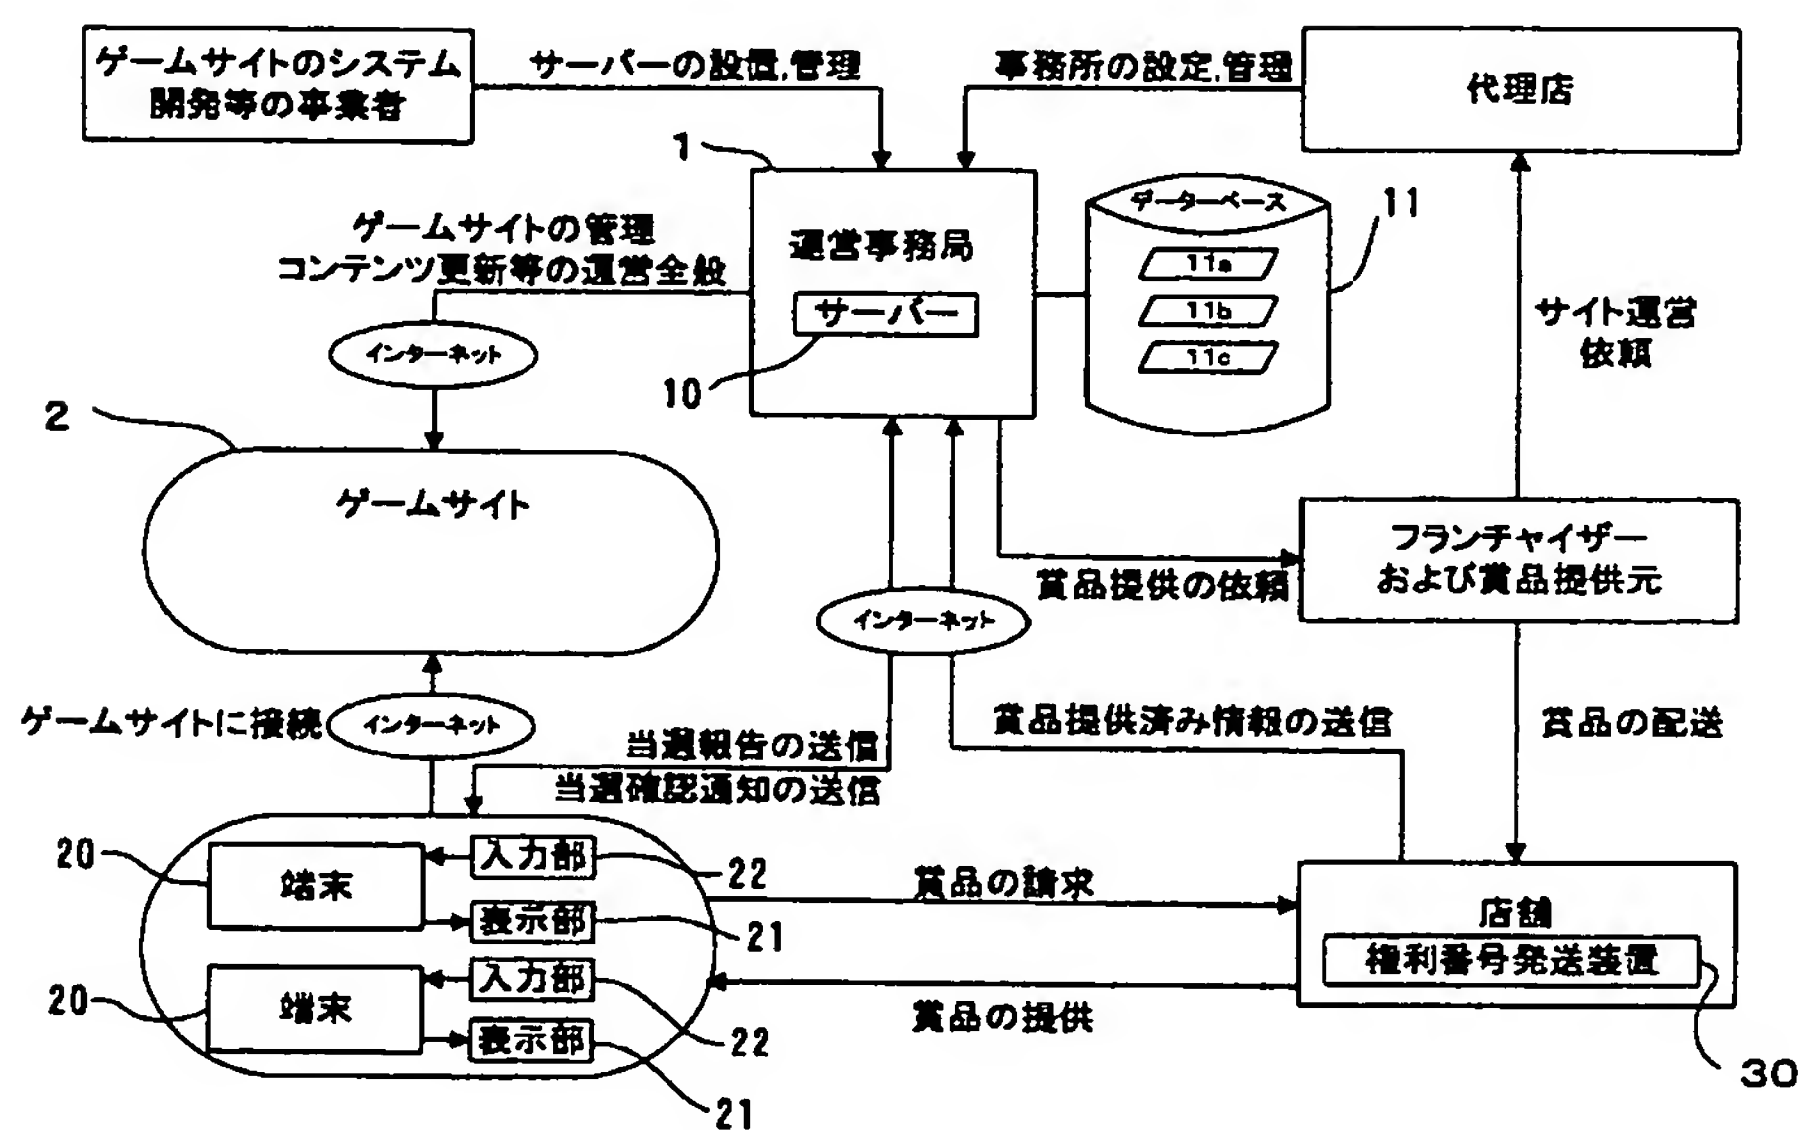 ゲームサイトのシステム
開発等の事業者
サーバーの設置,管理
事務所の設定,管理
代理店
1
運営事務局
サーバー
10
データーベース
11a
11b
11c
11
ゲームサイトの管理
コンテンツ更新等の運営全般
インターネット
サイト運営
依頼
2
ゲームサイト
フランチャイザー
および賞品提供元
賞品提供の依頼
インターネット
ゲームサイトに接続
インターネット
当選報告の送信
当選確認通知の送信
賞品提供済み情報の送信
賞品の配送
20
端末
入力部
22
表示部
21
20
端末
入力部
22
表示部
21
賞品の請求
賞品の提供
店舗
権利番号発送装置
30